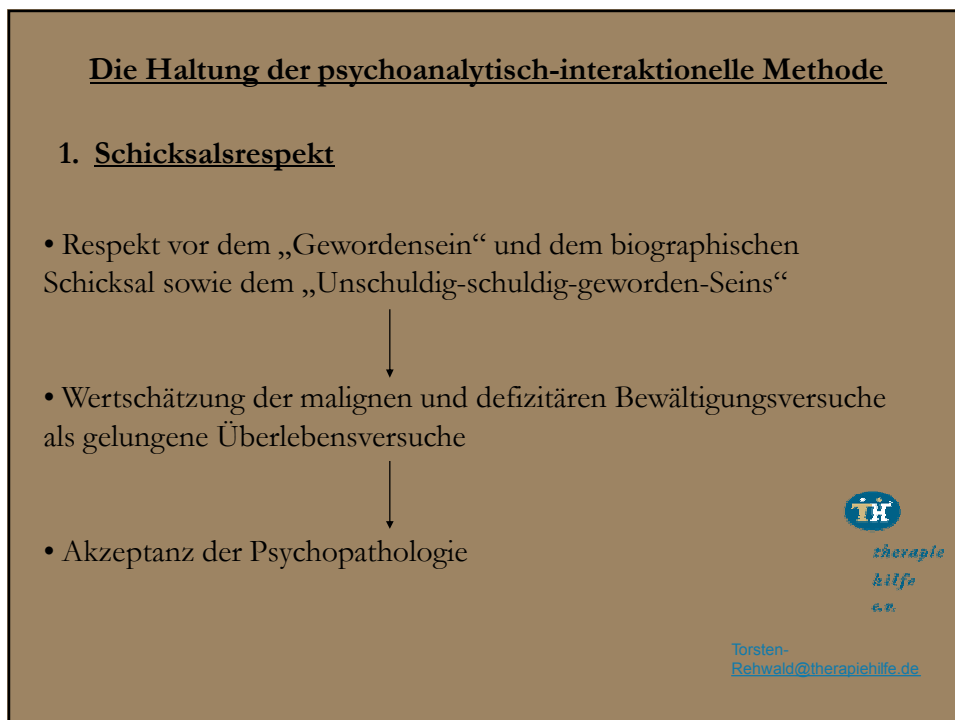 Die Haltung der psychoanalytisch-interaktionelle Methode
1. Schicksalsrespekt
• Respekt vor dem „Gewordensein“ und dem biographischen
Schicksal sowie dem „Unschuldig-schuldig-geworden-Seins“
• Wertschätzung der malignen und defizitären Bewältigungsversuche
als gelungene Überlebensversuche
• Akzeptanz der Psychopathologie
TH
therapie
hilfe
e.v.
Torsten-
Rehwald@therapiehilfe.de